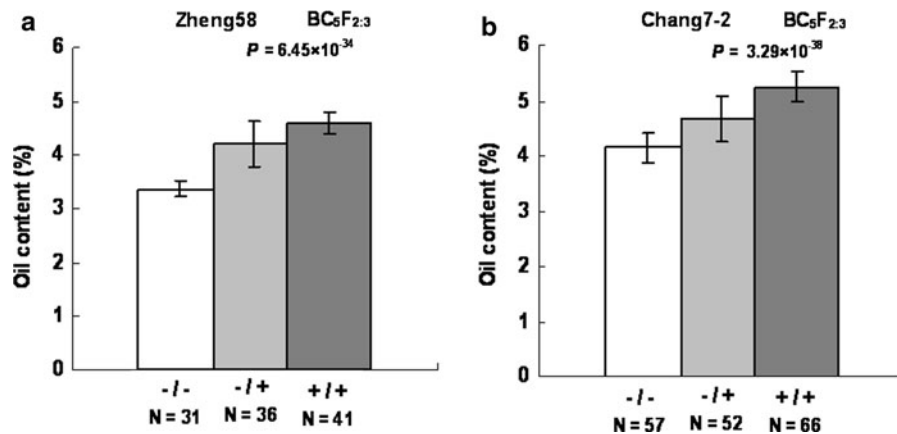 a
Zheng58 BC₅F₂:₃
P = 6.45×10⁻³⁴
Oil content (%)
6
5
4
3
2
1
0
-/- -/+ +/+
N = 31 N = 36 N = 41
b
Chang7-2 BC₅F₂:₃
P = 3.29×10⁻³⁸
Oil content (%)
6
5
4
3
2
1
0
-/- -/+ +/+
N = 57 N = 52 N = 66